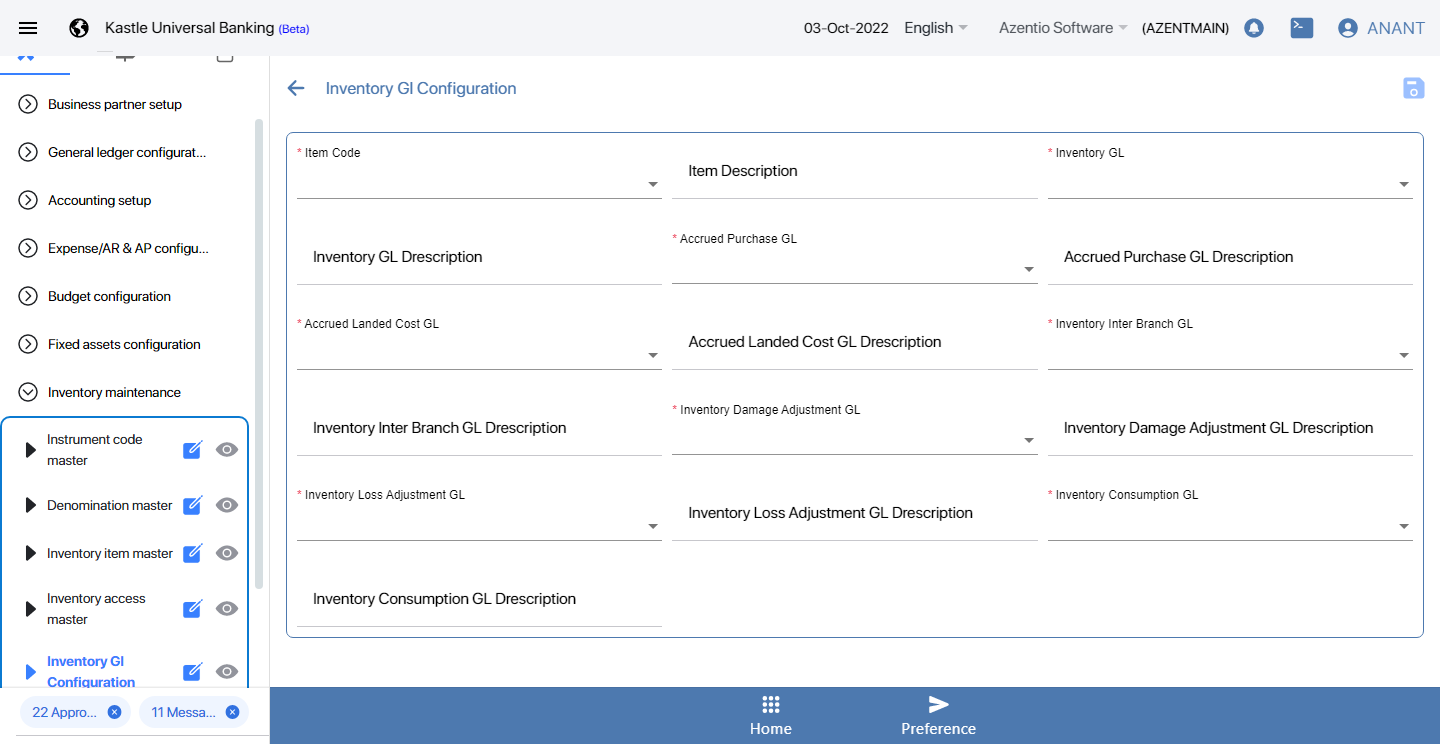 Kastle Universal Banking (Beta)
03-Oct-2022
English
Azentio Software
(AZENTMAIN)
ANANT
Business partner setup
General ledger configurat...
Accounting setup
Expense/AR & AP configu...
Budget configuration
Fixed assets configuration
Inventory maintenance
Instrument code
master
Denomination master
Inventory item master
Inventory access
master
Inventory GI
Configuration
22 Appro...
11 Messa...
Inventory GI Configuration
* Item Code
Item Description
* Inventory GL
Inventory GL Drescription
* Accrued Purchase GL
Accrued Purchase GL Drescription
* Accrued Landed Cost GL
Accrued Landed Cost GL Drescription
* Inventory Inter Branch GL
Inventory Inter Branch GL Drescription
* Inventory Damage Adjustment GL
Inventory Damage Adjustment GL Drescription
* Inventory Loss Adjustment GL
Inventory Loss Adjustment GL Drescription
* Inventory Consumption GL
Inventory Consumption GL Drescription
Home
Preference